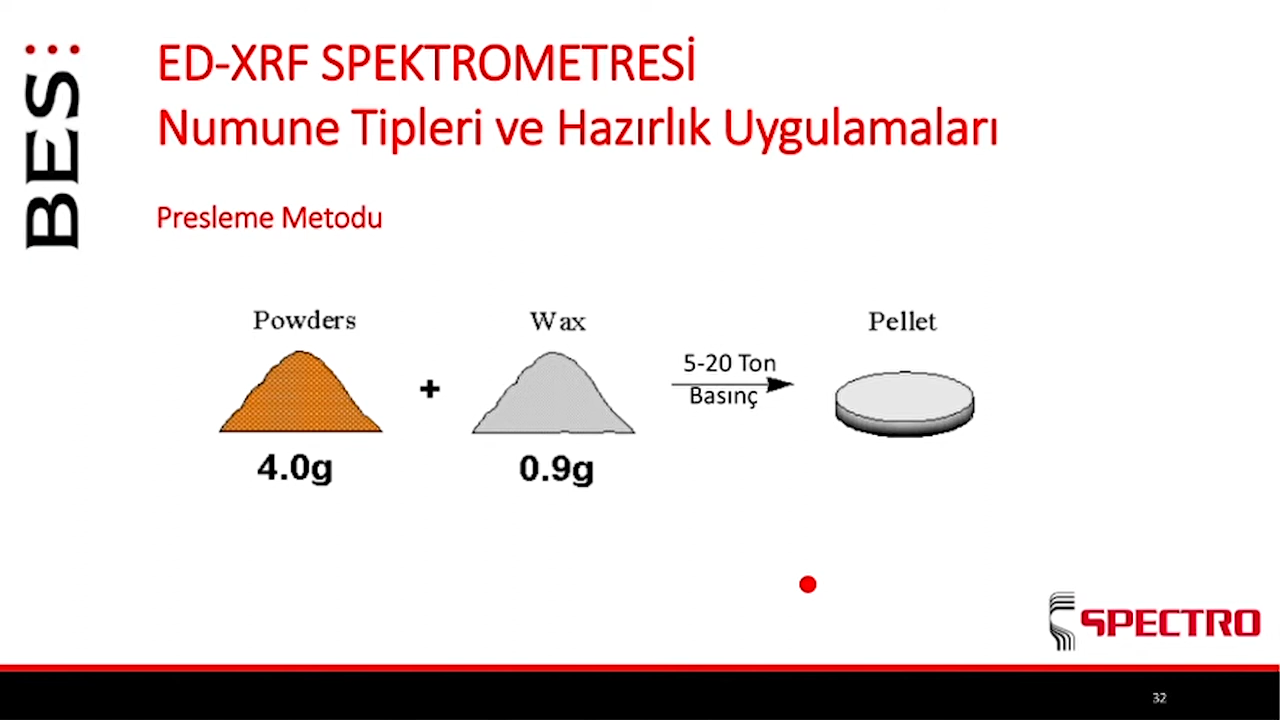 BES
ED-XRF SPEKTROMETRESİ
Numune Tipleri ve Hazırlık Uygulamaları
Presleme Metodu
Powders
Wax
Pellet
+
5-20 Ton
Basınç
4.0g
0.9g
SPECTRO
32